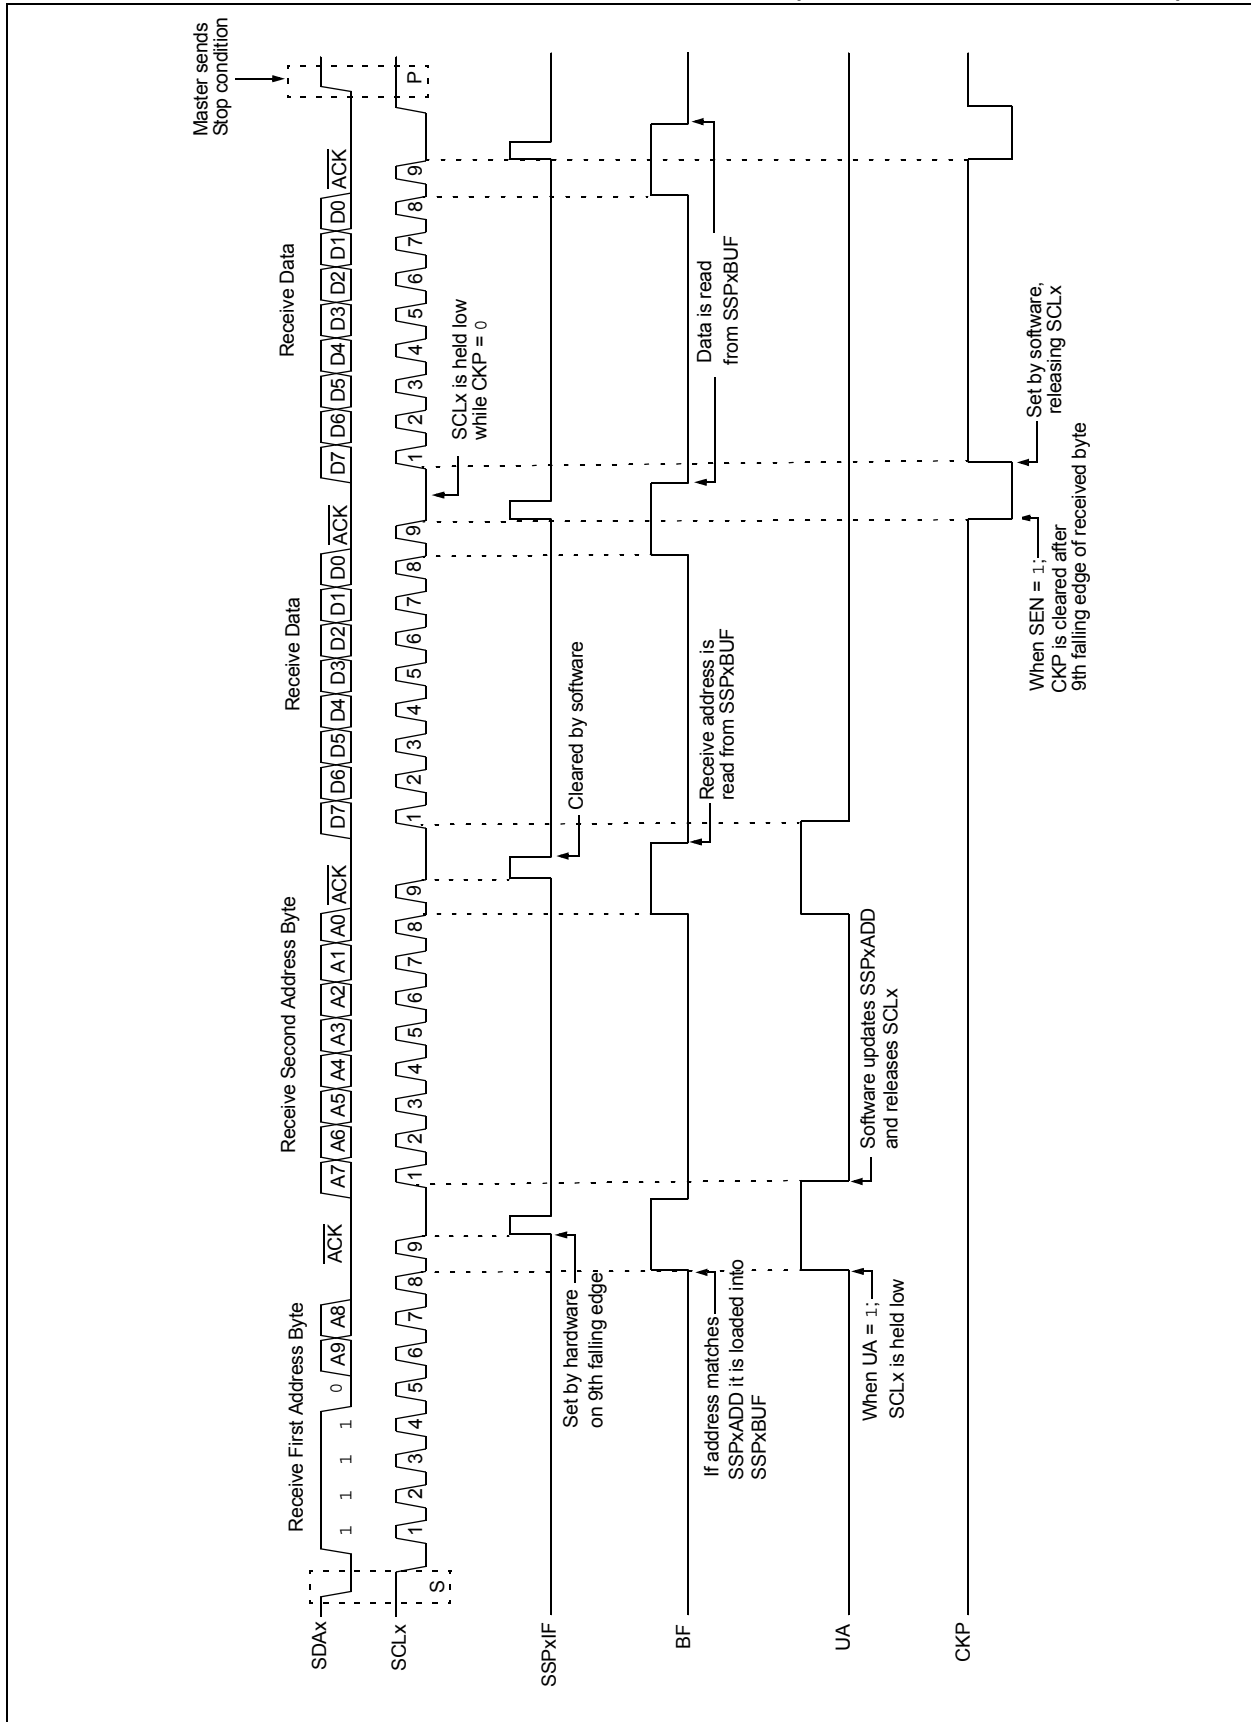 Master sends
Stop condition
Receive First Address Byte
Receive Second Address Byte
Receive Data
Receive Data
SDAx
1 1 1 1 0 A9 A8 ACK
A7 A6 A5 A4 A3 A2 A1 A0 ACK
D7 D6 D5 D4 D3 D2 D1 D0 ACK
D7 D6 D5 D4 D3 D2 D1 D0 ACK
SCLx
S
1 2 3 4 5 6 7 8 9
1 2 3 4 5 6 7 8 9
1 2 3 4 5 6 7 8 9
1 2 3 4 5 6 7 8 9
P
SCLx is held low
while CKP = 0
SSPxIF
Set by hardware
on 9th falling edge
Cleared by software
BF
If address matches
SSPxADD it is loaded into
SSPxBUF
Receive address is
read from SSPxBUF
Data is read
from SSPxBUF
UA
When UA = 1;
SCLx is held low
Software updates SSPxADD
and releases SCLx
CKP
When SEN = 1;
CKP is cleared after
9th falling edge of received byte
Set by software,
releasing SCLx